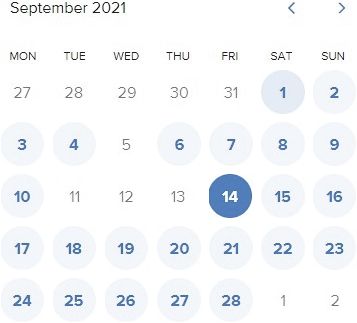 September 2021 < >
MON TUE WED THU FRI SAT SUN
27 28 29 30 31 1 2
3 4 5 6 7 8 9
10 11 12 13 14 15 16
17 18 19 20 21 22 23
24 25 26 27 28 1 2